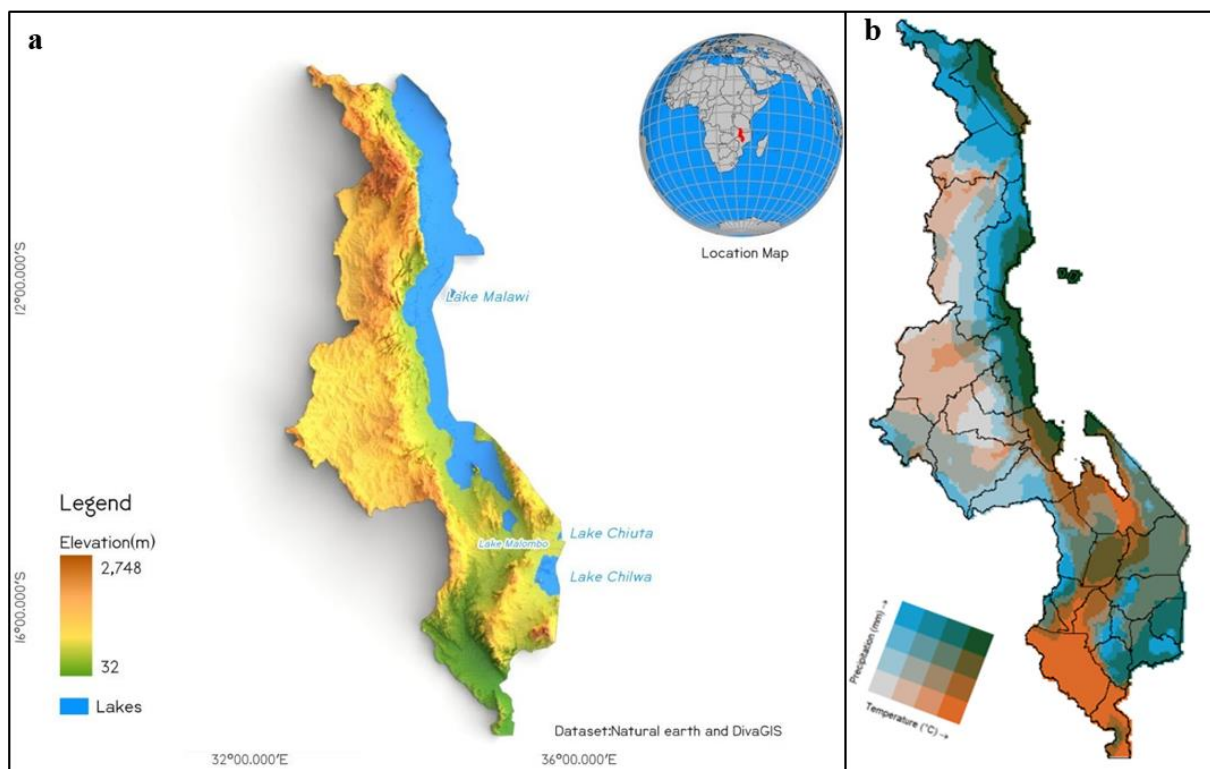 a
b
Location Map
12°00.000'S
Lake Malawi
Legend
Elevation(m)
2,748
32
Lakes
Lake Chiuta
Lake Malombo
Lake Chilwa
16°00.000'S
Precipitation (mm) →
Temperature (°C) →
Dataset:Natural earth and DivaGIS
32°00.000'E
36°00.000'E